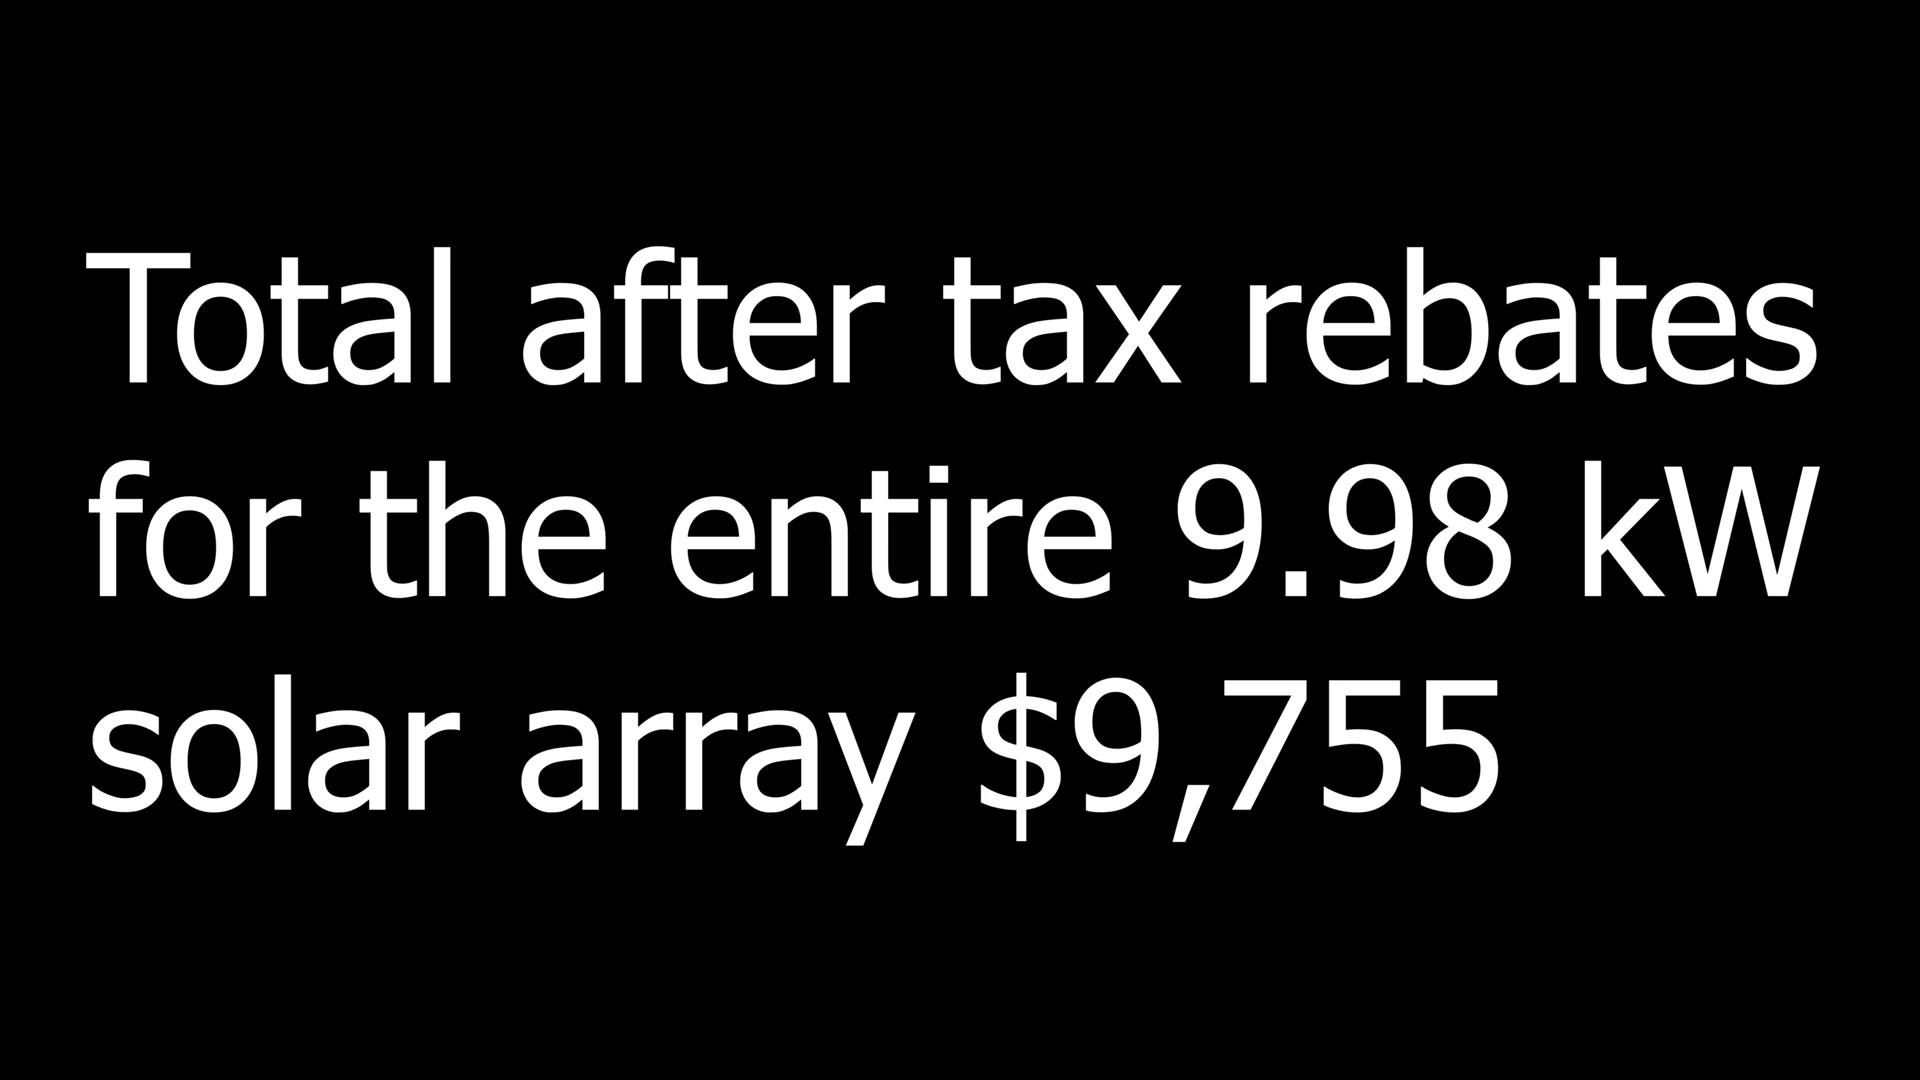 Total after tax rebates
for the entire 9.98 kW
solar array $9,755